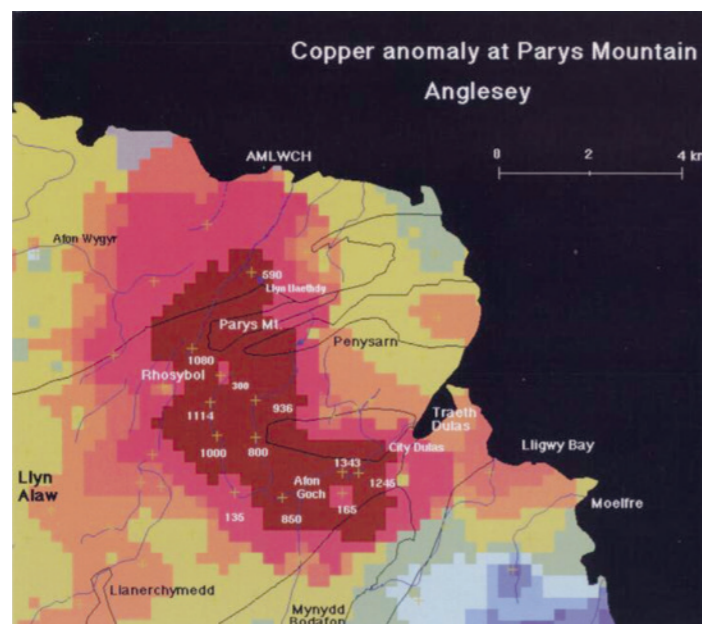 Copper anomaly at Parys Mountain
Anglesey
AMLWCH
0 2 4 km
Afon Wygyr
590
Parys Mt
Penysarn
1080
Rhosybol
300
936
1114
Traeth
Dulas
1000
800
City Dulas
Lligwy Bay
1343
Llyn
Alaw
Afon
Goch
1245
165
Moelfre
135
850
Llanerchymedd
Mynydd
Bodafon